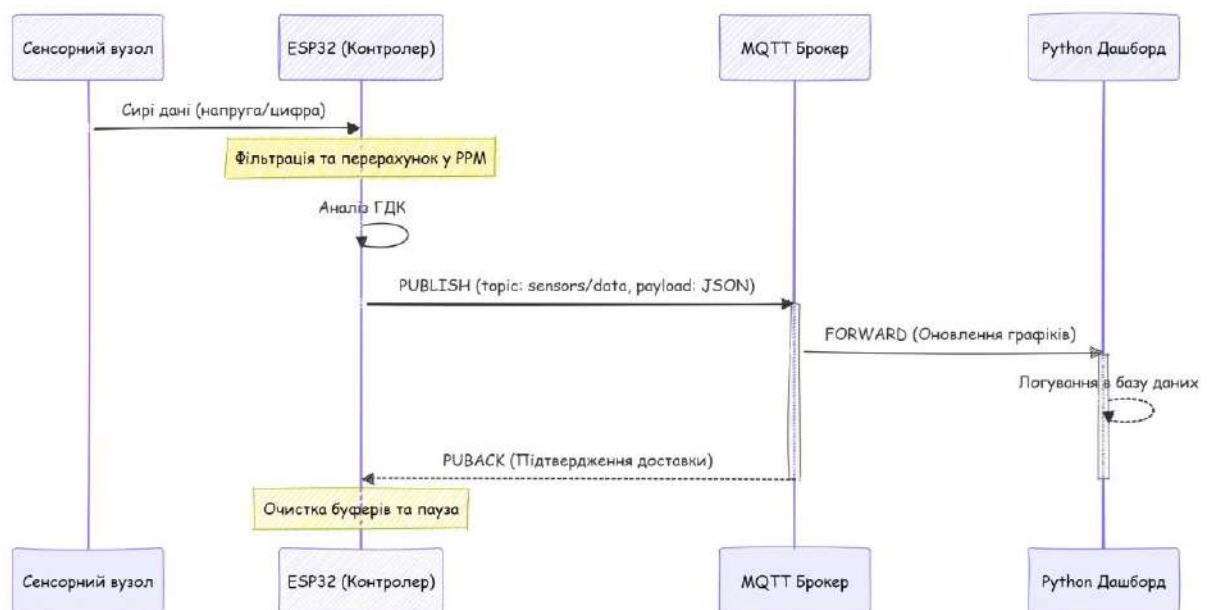 Сенсорний вузол
ESP32 (Контролер)
MQTT Брокер
Python Дашборд
Сирі дані (напруга/цифра)
Фільтрація та перерахунок у PPM
Аналіз ГДК
PUBLISH (topic: sensors/data, payload: JSON)
FORWARD (Оновлення графіків)
Логування в базу даних
PUBACK (Підтвердження доставки)
Очистка буферів та пауза
Сенсорний вузол
ESP32 (Контролер)
MQTT Брокер
Python Дашборд